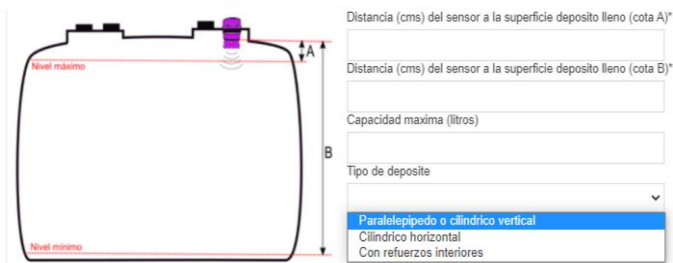 A
Nivel máximo
B
Nivel mínimo
Distancia (cms) del sensor a la superficie deposito lleno (cota A)*
Distancia (cms) del sensor a la superficie deposito lleno (cota B)*
Capacidad maxima (litros)
Tipo de deposite
Paralelepipedo o cilindrico vertical
Cilindrico horizontal
Con refuerzos interiores